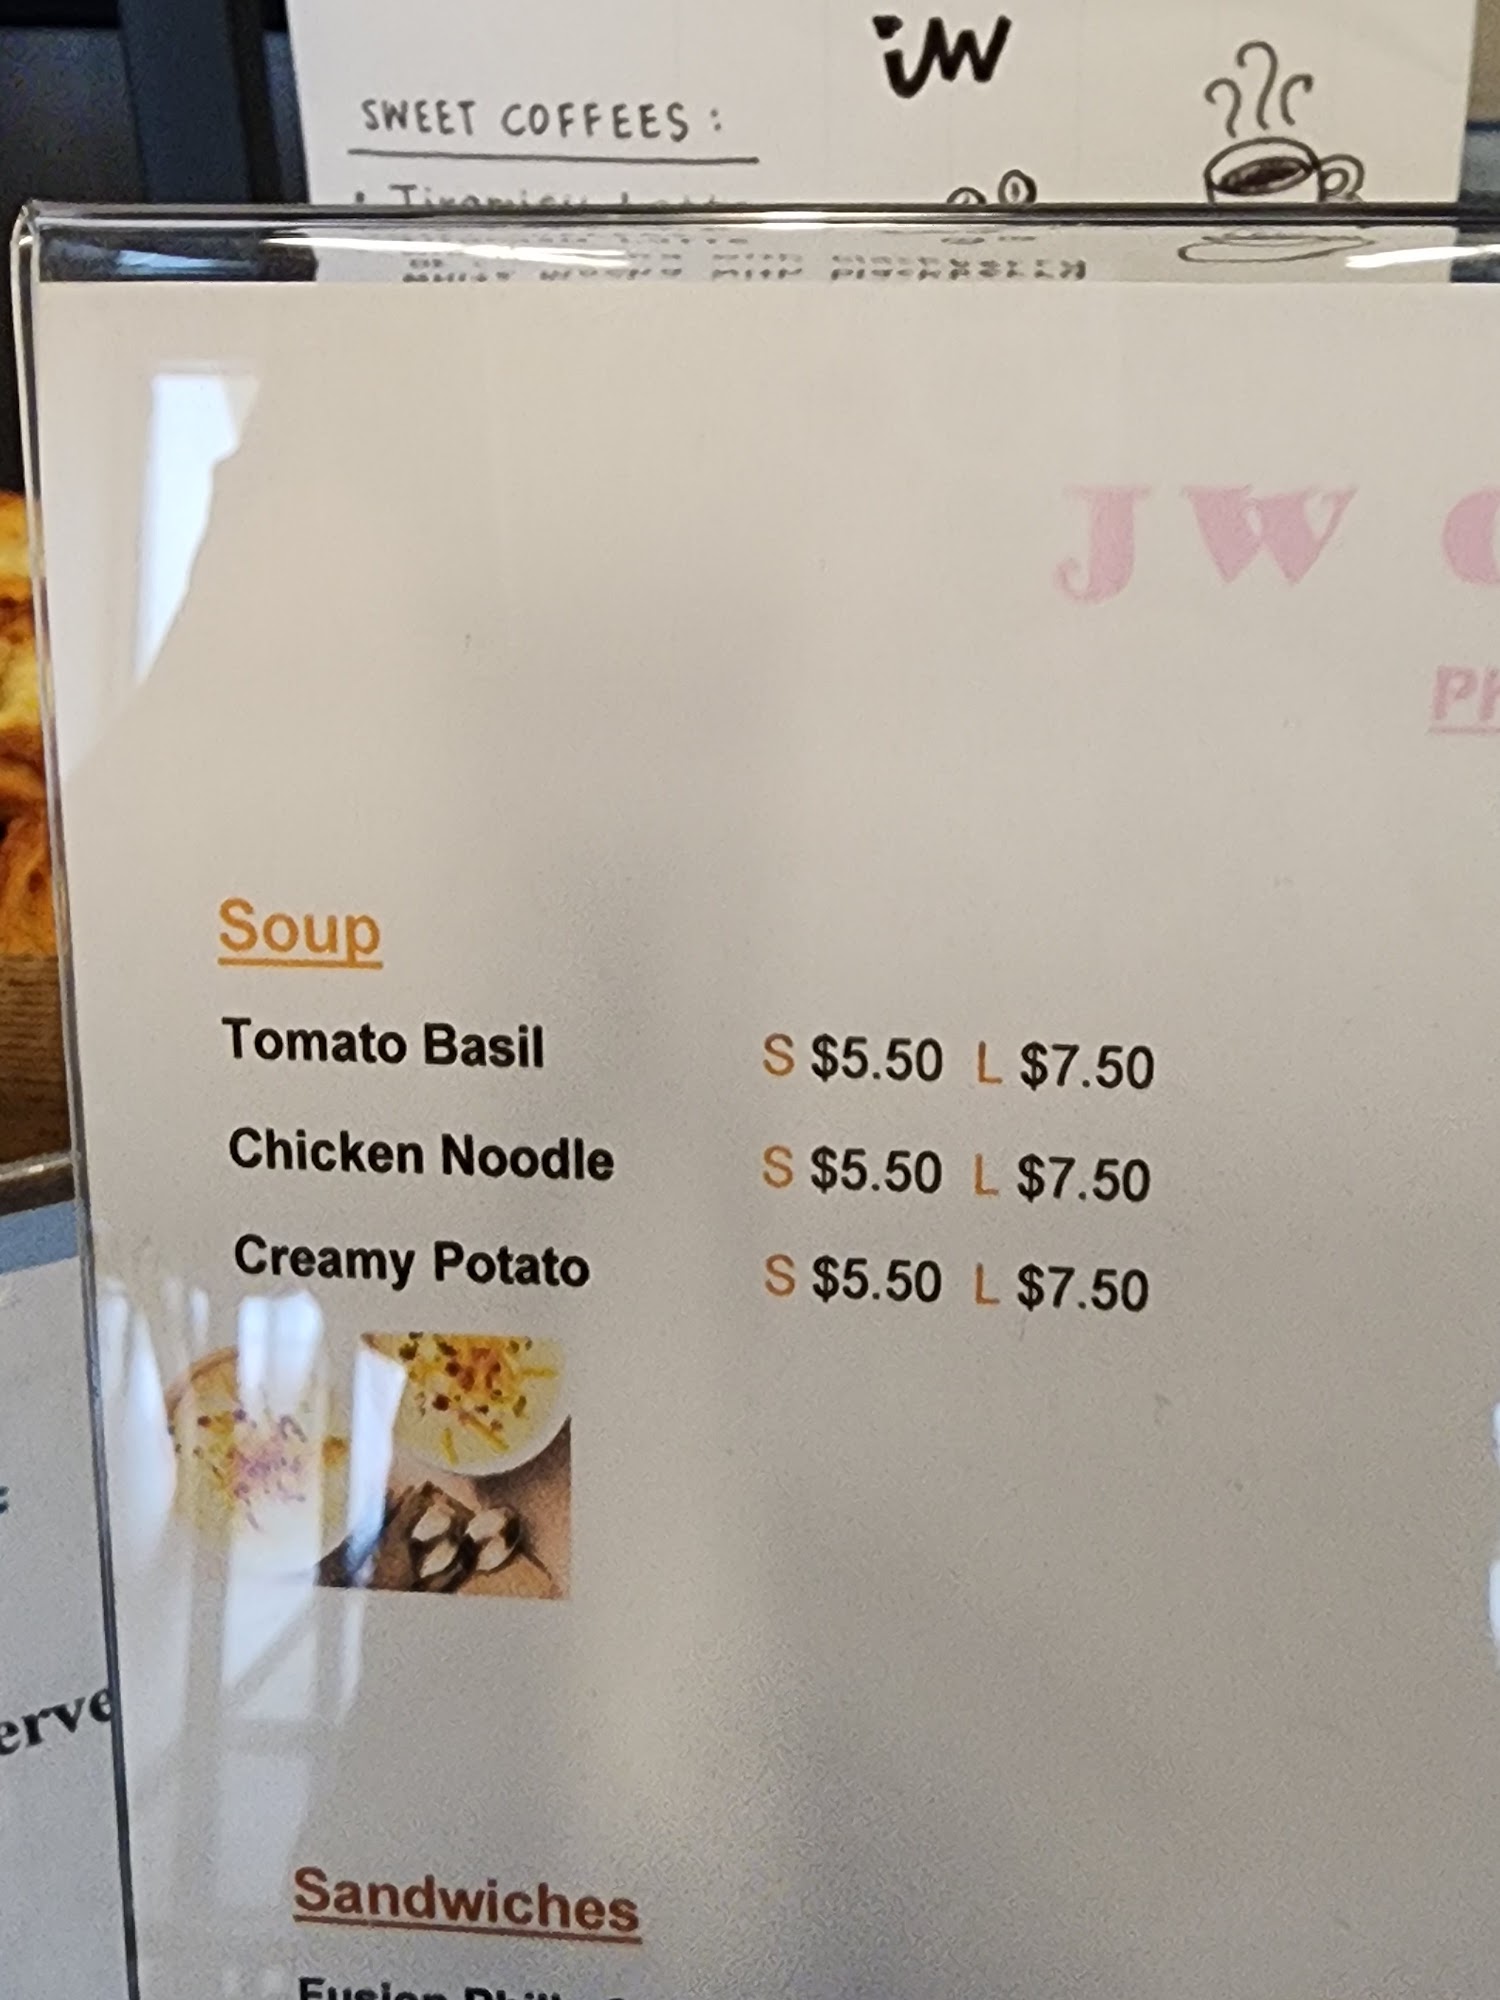 JW
SWEET COFFEES :
JW
Soup
Tomato Basil S $5.50 L $7.50
Chicken Noodle S $5.50 L $7.50
Creamy Potato S $5.50 L $7.50
Sandwiches